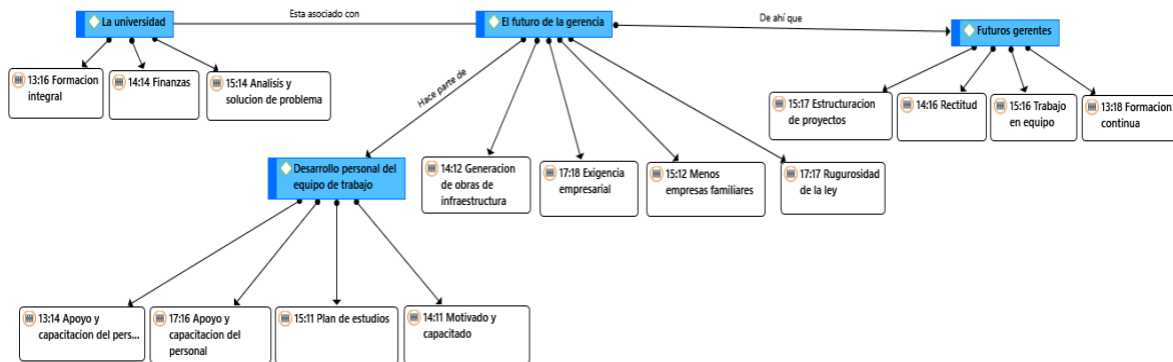 La universidad
Esta asociado con
El futuro de la gerencia
De ahí que
Futuros gerentes
13:16 Formacion
integral
14:14 Finanzas
15:14 Analisis y
solucion de problema
Hace parte de
15:17 Estructuracion
de proyectos
14:16 Rectitud
15:16 Trabajo
en equipo
13:18 Formacion
continua
Desarrollo personal del
equipo de trabajo
14:12 Generacion
de obras de
infraestructura
17:18 Exigencia
empresarial
15:12 Menos
empresas familiares
17:17 Rugurosidad
de la ley
13:14 Apoyo y
capacitacion del pers...
17:16 Apoyo y
capacitacion del
personal
15:11 Plan de estudios
14:11 Motivado y
capacitado